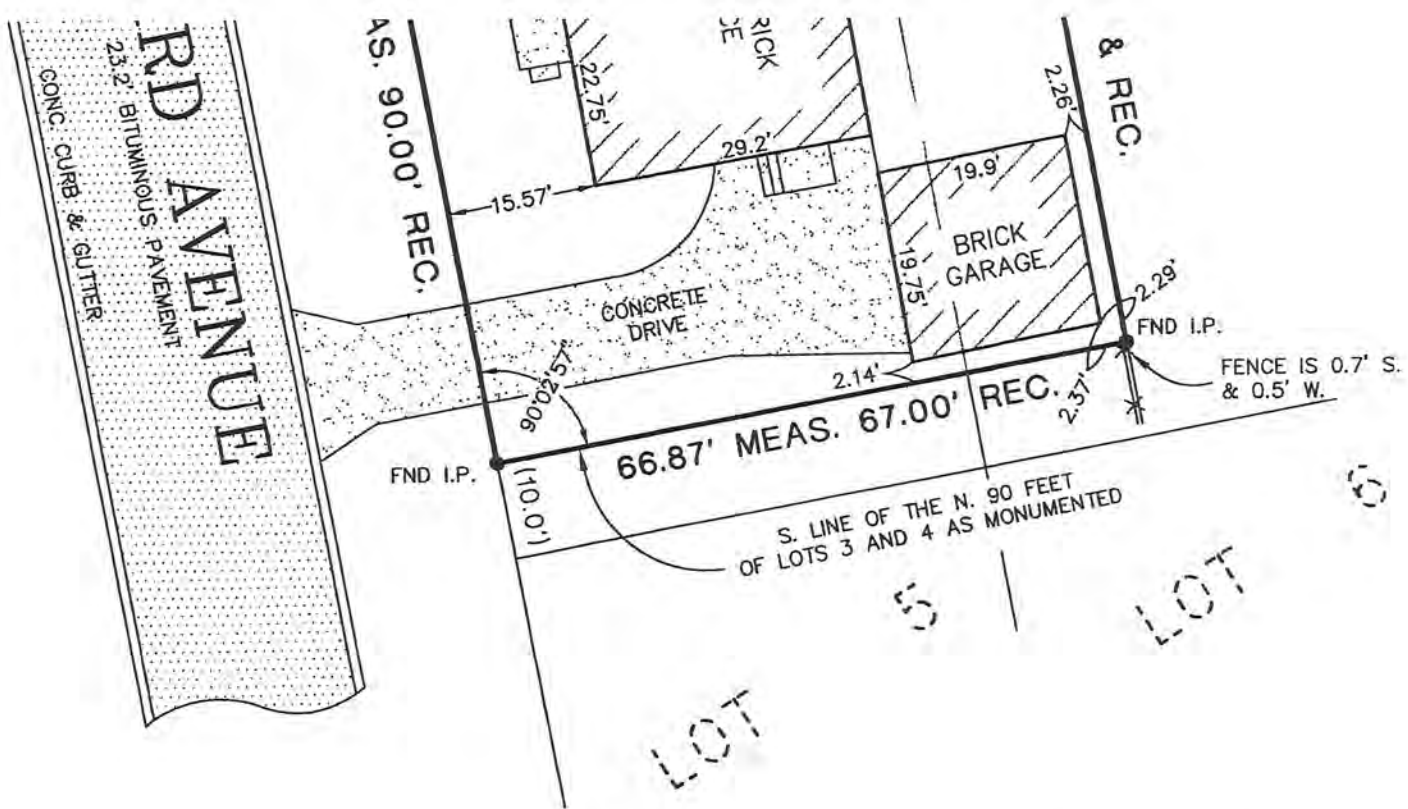 RD AVENUE
23.2' BITUMINOUS PAVEMENT
CONC. CURB & GUTTER
AS. 90.00' REC.
22.75'
RICK
29.2'
15.57'
& REC.
2.26'
19.9'
BRICK
GARAGE
19.75'
CONCRETE
DRIVE
90°02'57"
2.14'
2.29'
2.37'
FND I.P.
FENCE IS 0.7' S.
& 0.5' W.
66.87' MEAS. 67.00' REC.
FND I.P.
(10.0')
S. LINE OF THE N. 90 FEET
OF LOTS 3 AND 4 AS MONUMENTED
LOT 5
LOT